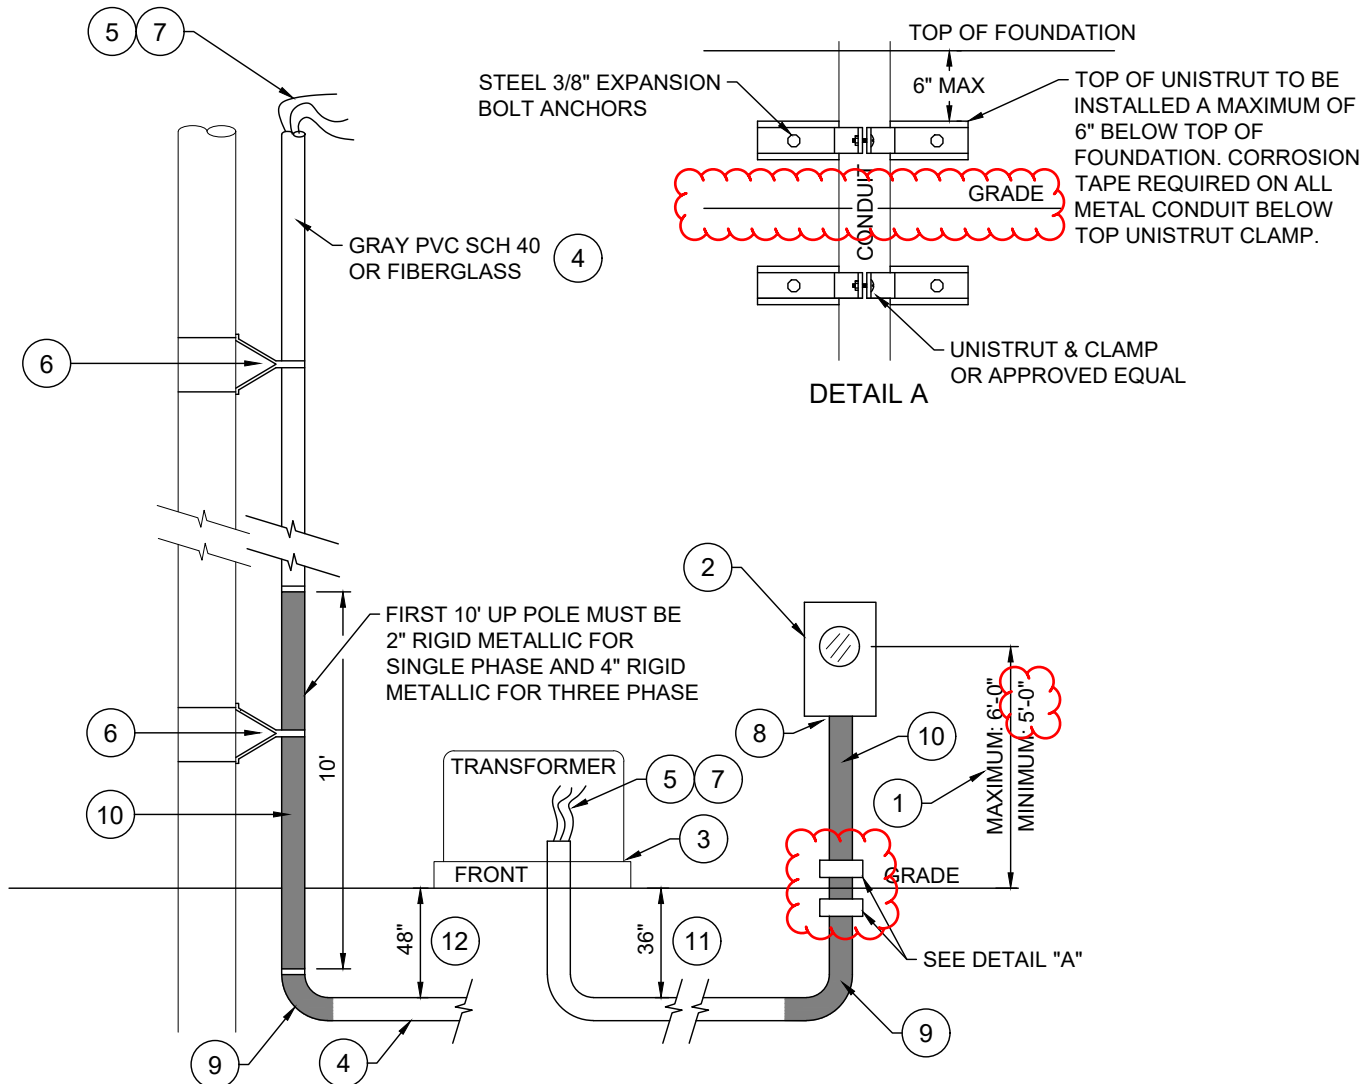 5 7
TOP OF FOUNDATION
STEEL 3/8" EXPANSION
BOLT ANCHORS
6" MAX
TOP OF UNISTRUT TO BE
INSTALLED A MAXIMUM OF
6" BELOW TOP OF
FOUNDATION. CORROSION
TAPE REQUIRED ON ALL
METAL CONDUIT BELOW
TOP UNISTRUT CLAMP.
GRADE
CONDUIT
GRAY PVC SCH 40
OR FIBERGLASS
4
6
UNISTRUT & CLAMP
OR APPROVED EQUAL
DETAIL A
2
FIRST 10' UP POLE MUST BE
2" RIGID METALLIC FOR
SINGLE PHASE AND 4" RIGID
METALLIC FOR THREE PHASE
6
10'
10
TRANSFORMER
5 7
3
FRONT
8
10
1
MAXIMUM: 6'-0"
MINIMUM: 5'-0"
GRADE
48"
12
36"
11
SEE DETAIL "A"
9
4
9